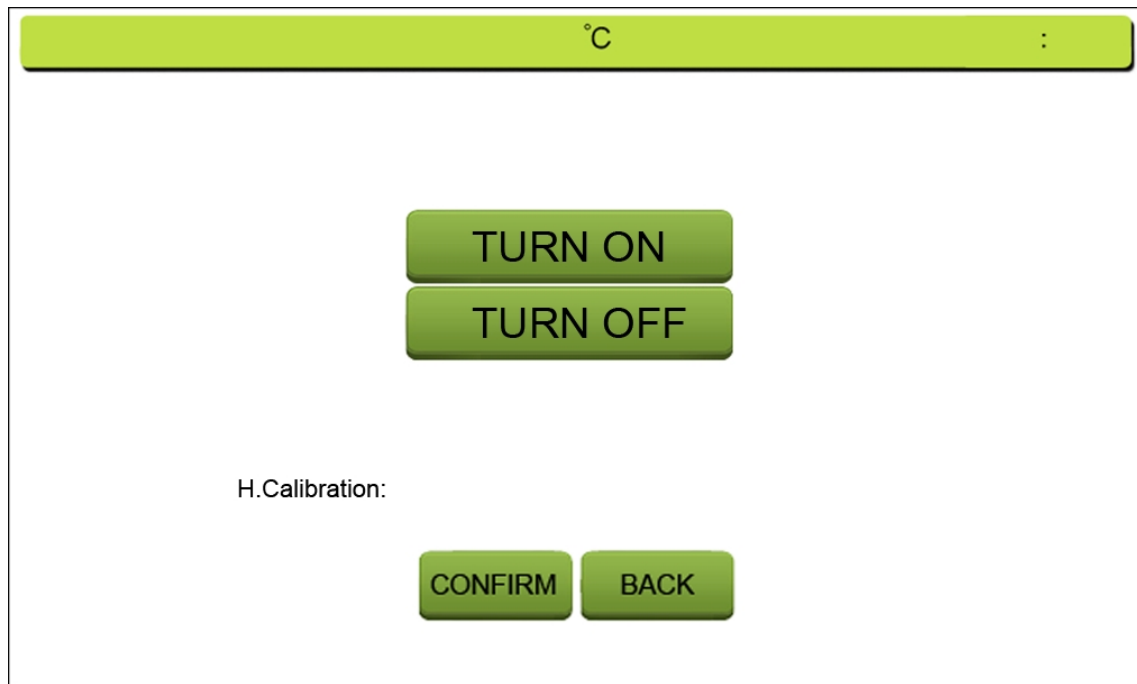 °C :
TURN ON
TURN OFF
H.Calibration:
CONFIRM BACK